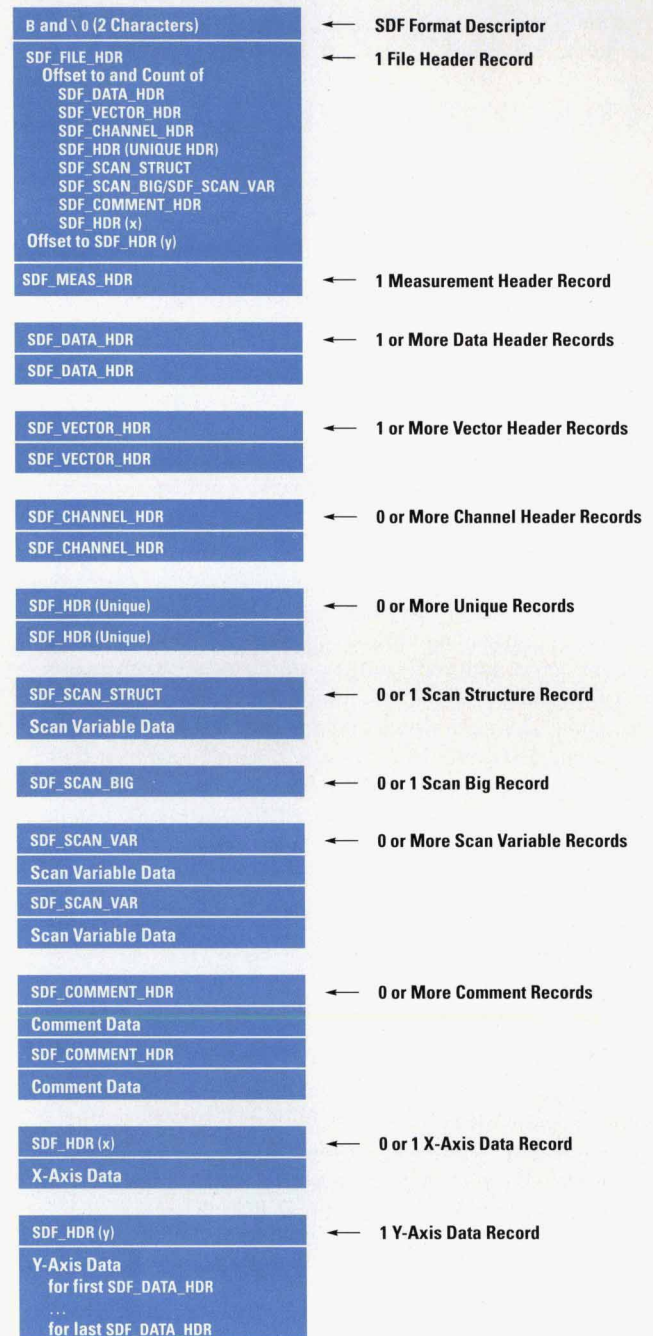 B and \ 0 (2 Characters) SDF Format Descriptor
SDF_FILE_HDR 1 File Header Record
Offset to and Count of
SDF_DATA_HDR
SDF_VECTOR_HDR
SDF_CHANNEL_HDR
SDF_HDR (UNIQUE HDR)
SDF_SCAN_STRUCT
SDF_SCAN_BIG/SDF_SCAN_VAR
SDF_COMMENT_HDR
SDF_HDR (x)
Offset to SDF_HDR (y)
SDF_MEAS_HDR 1 Measurement Header Record
SDF_DATA_HDR 1 or More Data Header Records
SDF_DATA_HDR
SDF_VECTOR_HDR 1 or More Vector Header Records
SDF_VECTOR_HDR
SDF_CHANNEL_HDR 0 or More Channel Header Records
SDF_CHANNEL_HDR
SDF_HDR (Unique) 0 or More Unique Records
SDF_HDR (Unique)
SDF_SCAN_STRUCT 0 or 1 Scan Structure Record
Scan Variable Data
SDF_SCAN_BIG 0 or 1 Scan Big Record
SDF_SCAN_VAR 0 or More Scan Variable Records
Scan Variable Data
SDF_SCAN_VAR
Scan Variable Data
SDF_COMMENT_HDR 0 or More Comment Records
Comment Data
SDF_COMMENT_HDR
Comment Data
SDF_HDR (x) 0 or 1 X-Axis Data Record
X-Axis Data
SDF_HDR (y) 1 Y-Axis Data Record
Y-Axis Data
for first SDF_DATA_HDR
...
for last SDF_DATA_HDR